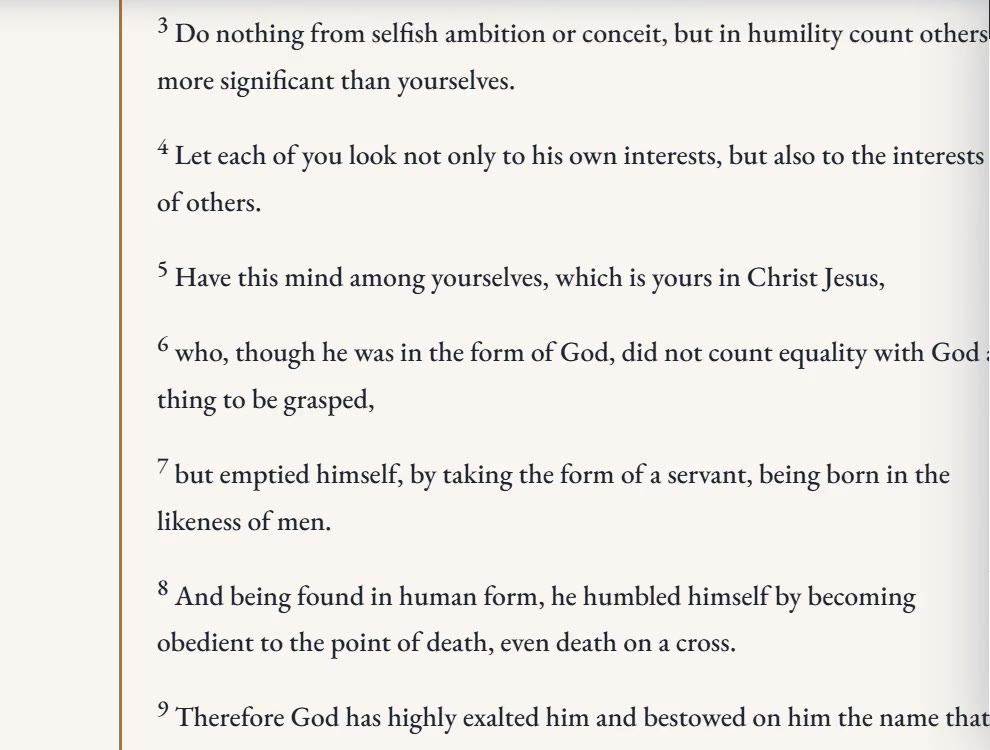 3 Do nothing from selfish ambition or conceit, but in humility count others
more significant than yourselves.
4 Let each of you look not only to his own interests, but also to the interests
of others.
5 Have this mind among yourselves, which is yours in Christ Jesus,
6 who, though he was in the form of God, did not count equality with God
thing to be grasped,
7 but emptied himself, by taking the form of a servant, being born in the
likeness of men.
8 And being found in human form, he humbled himself by becoming
obedient to the point of death, even death on a cross.
9 Therefore God has highly exalted him and bestowed on him the name that